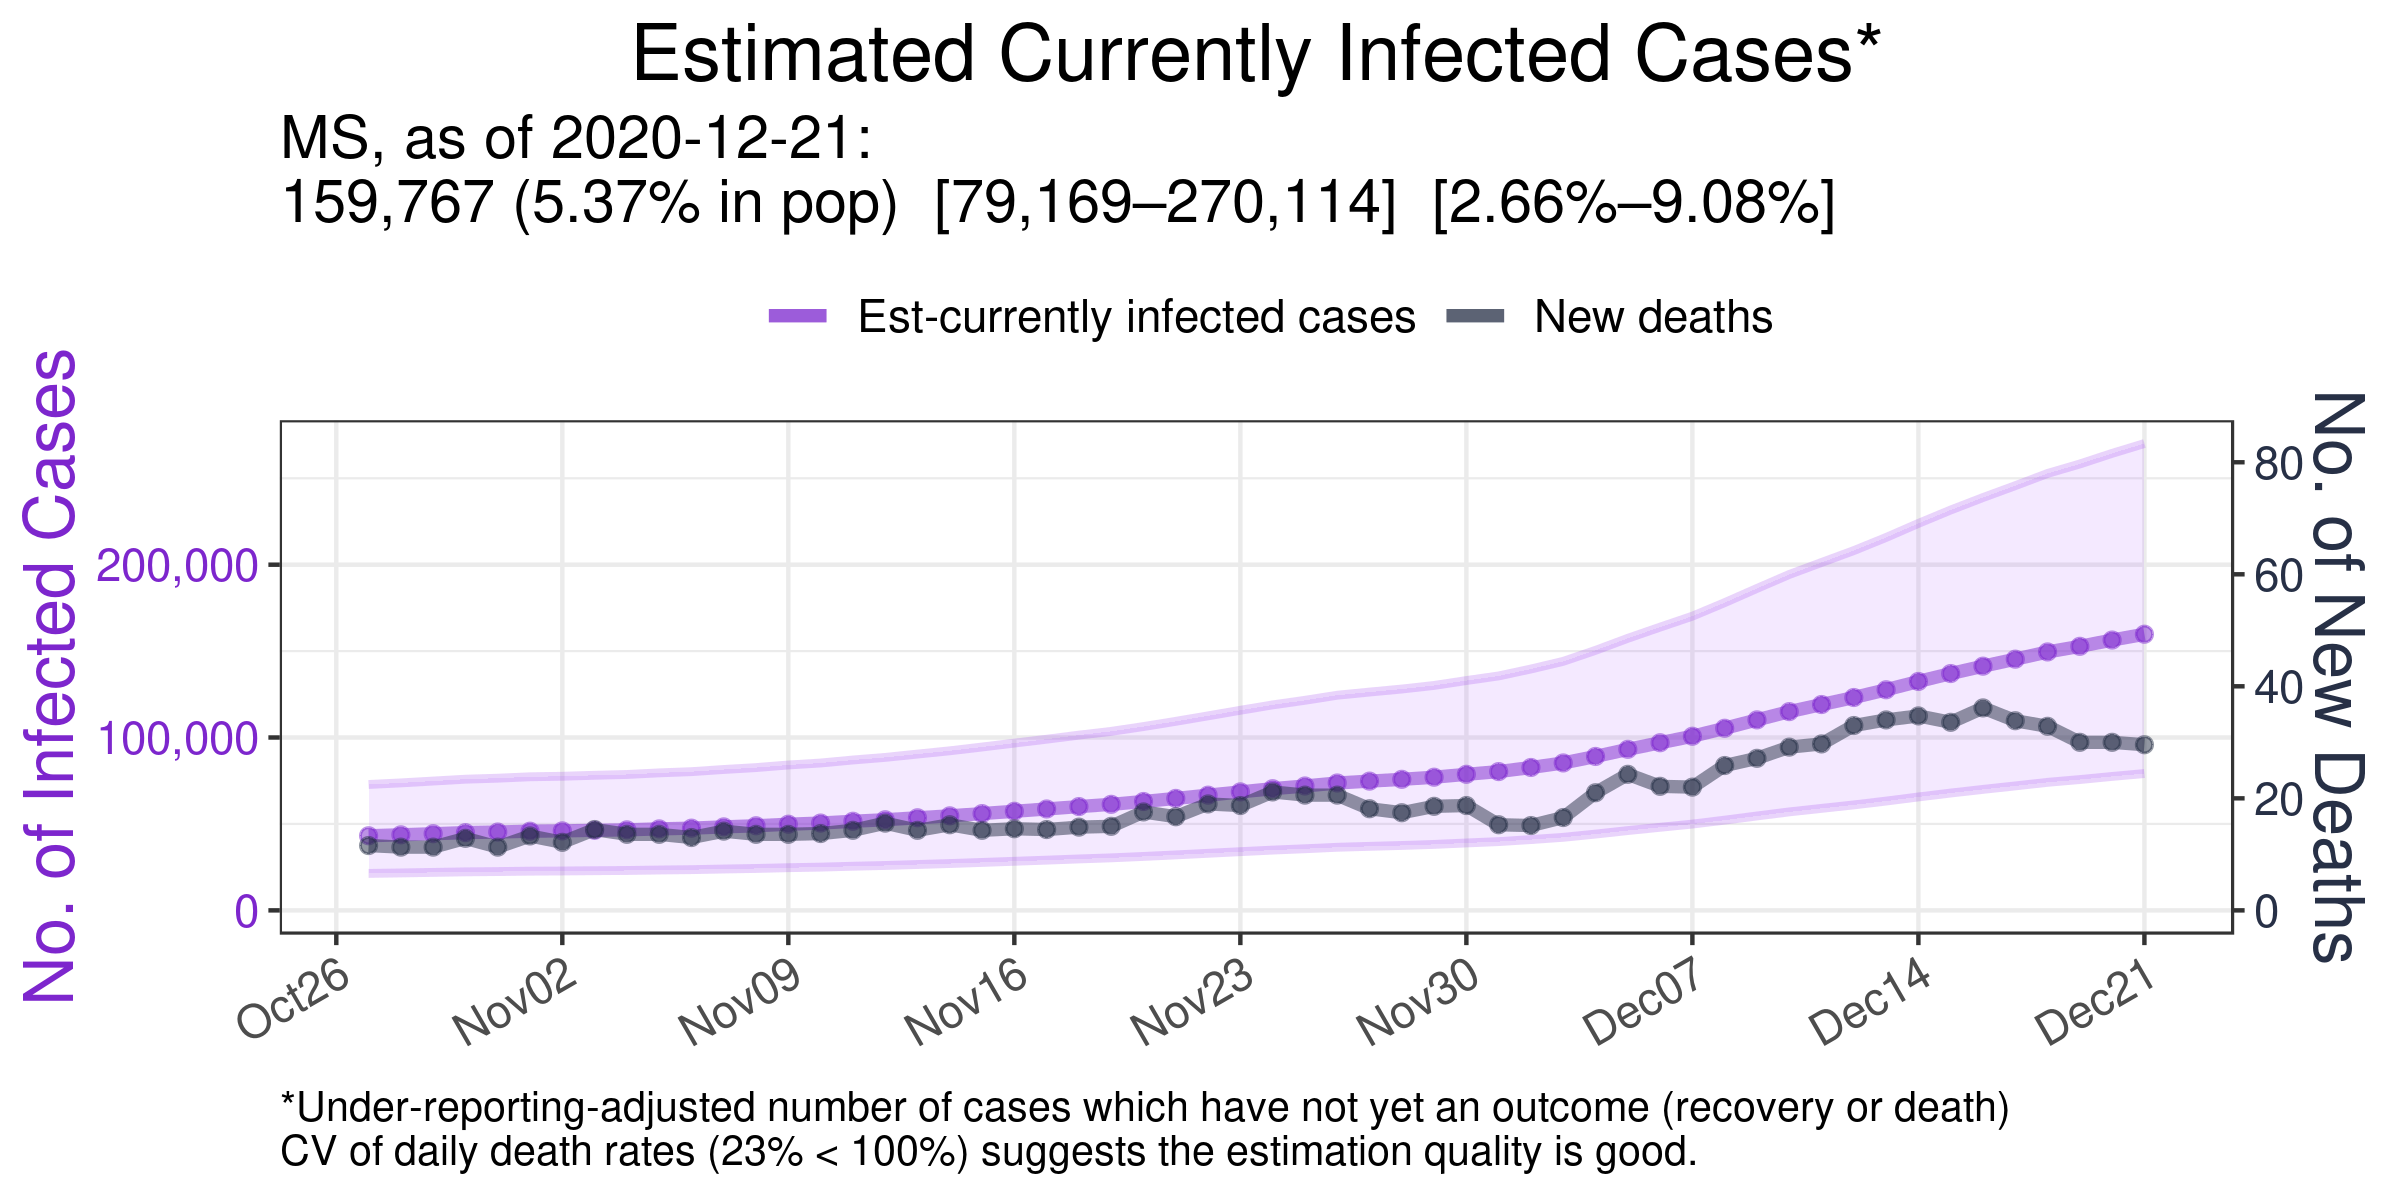 Estimated Currently Infected Cases*
MS, as of 2020-12-21:
159,767 (5.37% in pop)  [79,169–270,114]  [2.66%–9.08%]
Est-currently infected cases
New deaths
No. of Infected Cases
200,000
100,000
0
80
60
40
20
0
No. of New Deaths
Oct26
Nov02
Nov09
Nov16
Nov23
Nov30
Dec07
Dec14
Dec21
*Under-reporting-adjusted number of cases which have not yet an outcome (recovery or death)
CV of daily death rates (23% < 100%) suggests the estimation quality is good.